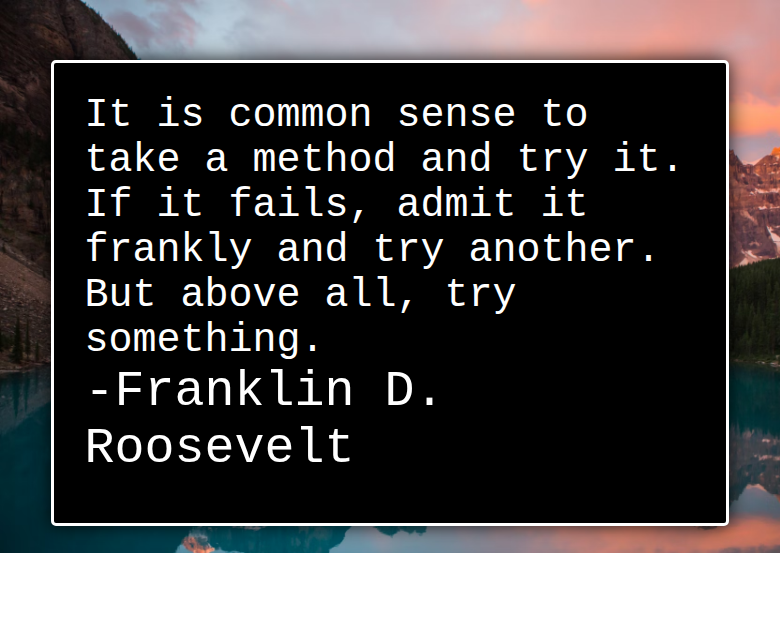 It is common sense to
take a method and try it.
If it fails, admit it
frankly and try another.
But above all, try
something.
-Franklin D.
Roosevelt